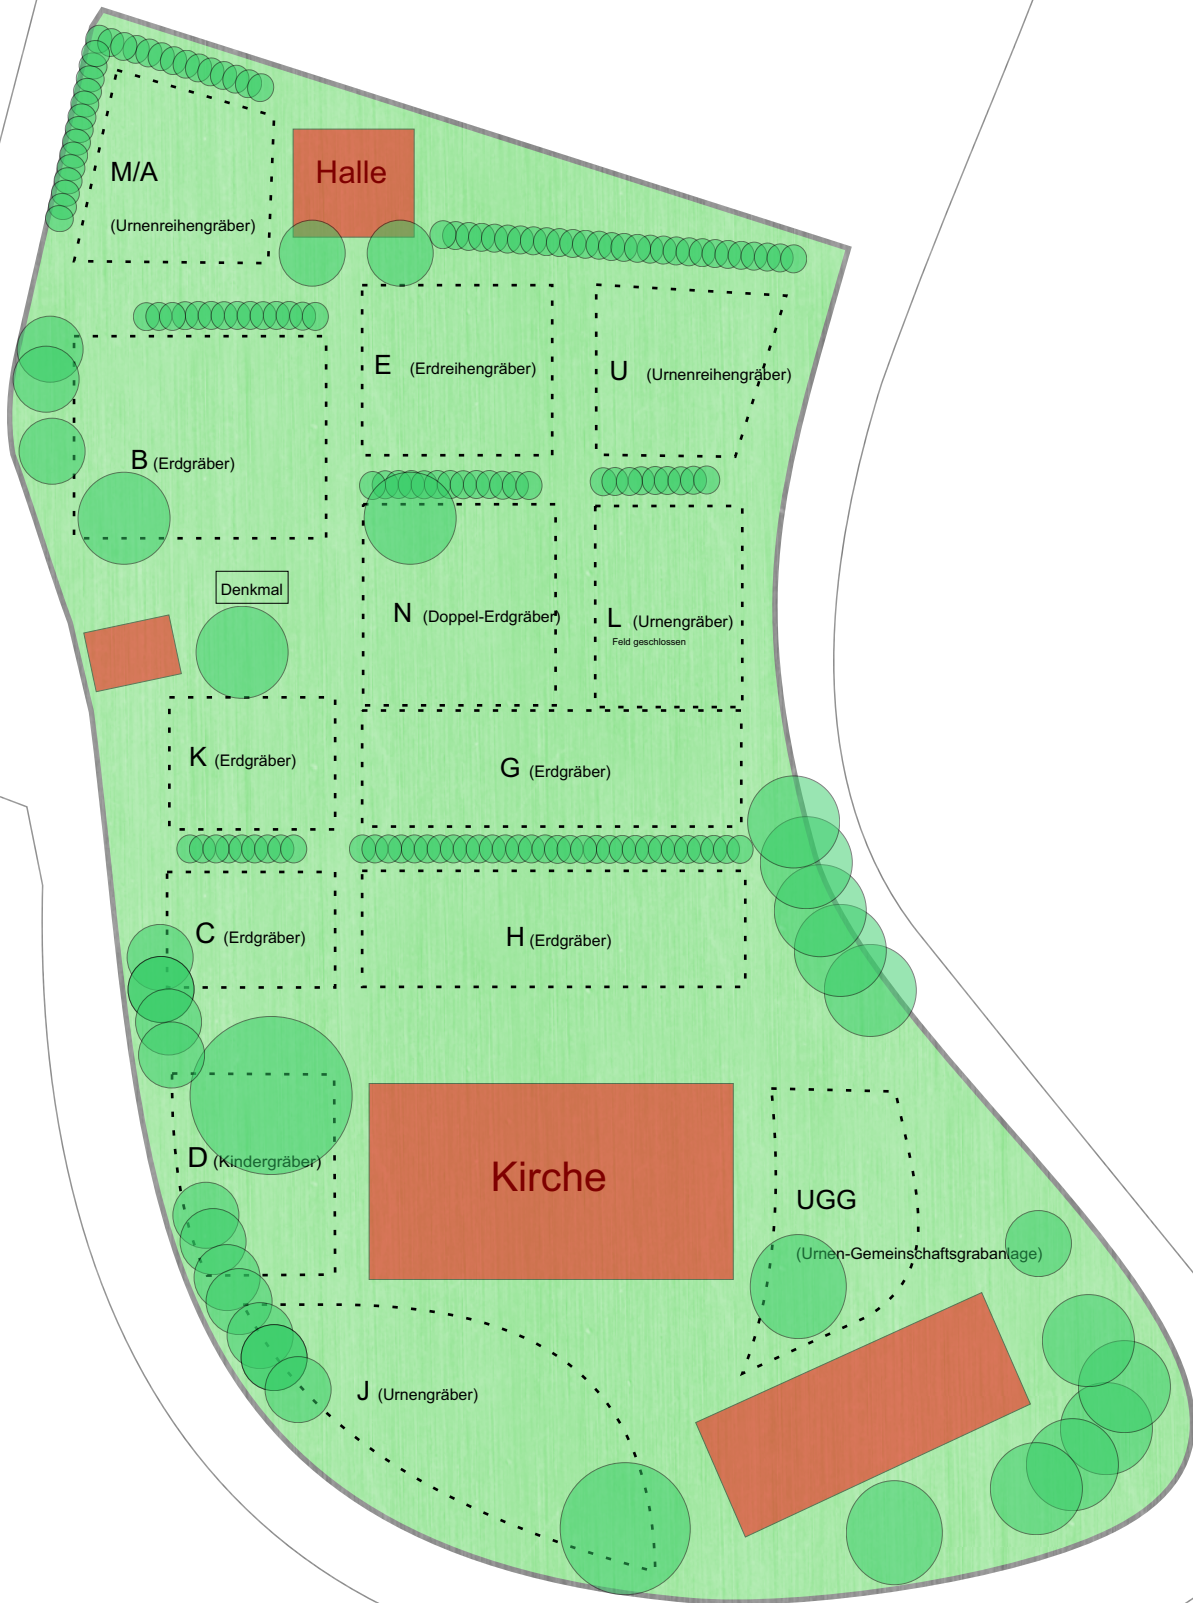 Halle
M/A
(Urnenreihengräber)
E (Erdreihengräber)
U (Urnenreihengräber)
B (Erdgräber)
Denkmal
N (Doppel-Erdgräber)
L (Urnengräber)
Feld geschlossen
K (Erdgräber)
G (Erdgräber)
C (Erdgräber)
H (Erdgräber)
D (Kindergräber)
Kirche
UGG
(Urnen-Gemeinschaftsgrabanlage)
J (Urnengräber)